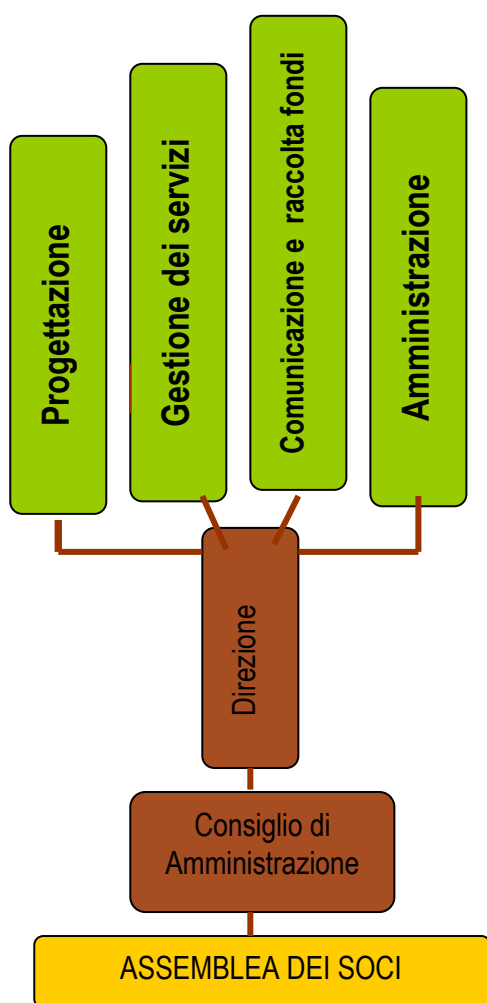 Progettazione
Gestione dei servizi
Comunicazione e raccolta fondi
Amministrazione
Direzione
Consiglio di
Amministrazione
ASSEMBLEA DEI SOCI